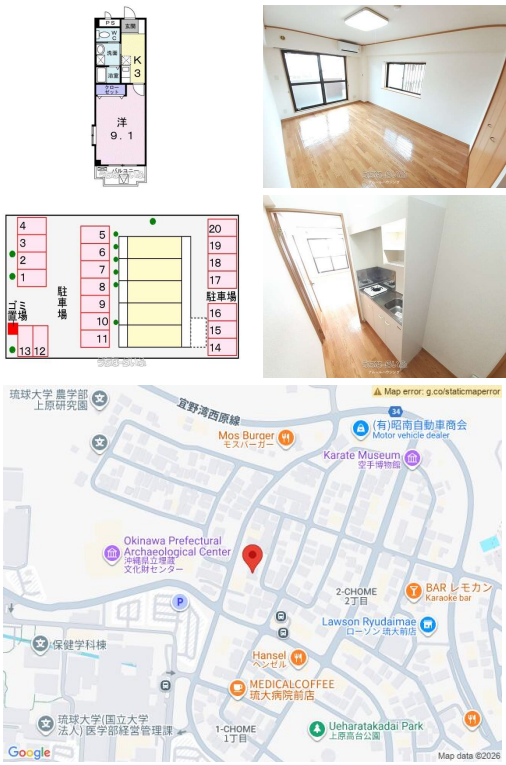 PS
玄関
WC
洗面
浴室
K
3
クローゼット
洋
9.1
バルコニー
4
3
2
1
ゴミ置場
13 12
駐車場
5
6
7
8
9
10
11
20
19
18
17
駐車場
16
15
14
琉球大学 農学部
上原研究園
宜野湾西原線
Mos Burger
モスバーガー
Map error: g.co/staticmaperror
34
(有)昭南自動車商会
Motor vehicle dealer
Karate Museum
空手博物館
Okinawa Prefectural
Archaeological Center
沖縄県立埋蔵
文化財センター
P
2-CHOME
2丁目
BAR レモカン
Karaoke bar
Lawson Ryudaimae
ローソン 琉大前店
保健学科棟
Hansel
ヘンゼル
MEDICALCOFFEE
琉大病院前店
琉球大学(国立大学
法人) 医学部経営管理課
1-CHOME
1丁目
Ueharatakadai Park
上原高台公園
Google
Map data ©2026